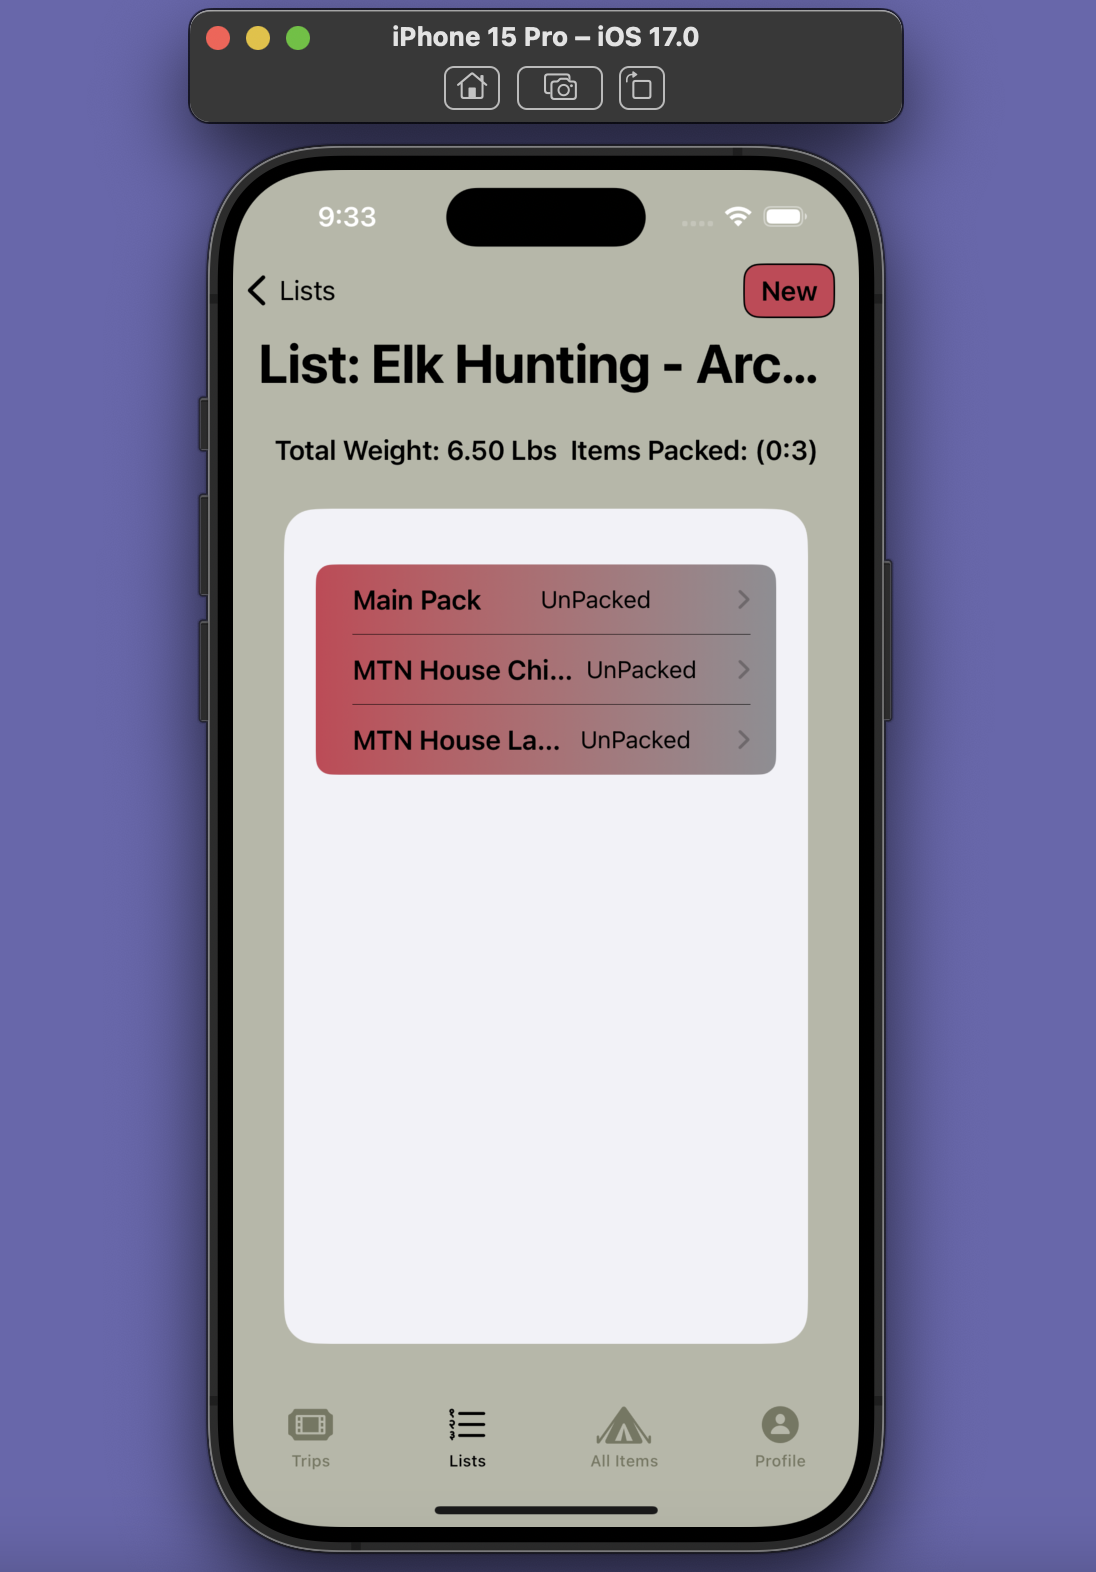 iPhone 15 Pro – iOS 17.0
9:33
Lists
New
List: Elk Hunting - Arc...
Total Weight: 6.50 Lbs Items Packed: (0:3)
Main Pack UnPacked
MTN House Chi... UnPacked
MTN House La... UnPacked
Trips Lists All Items Profile